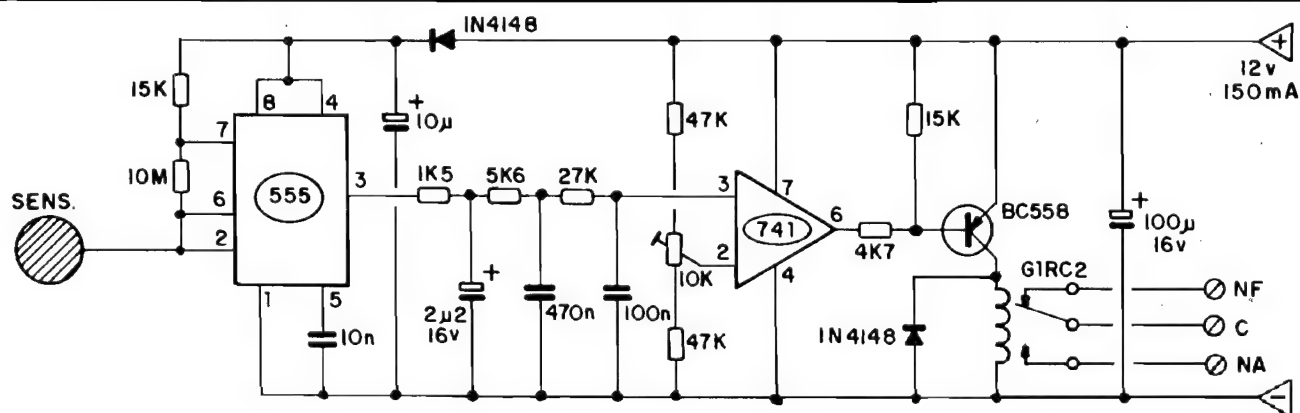 1N4148
12v
150mA
15K
8
4
+
10µ
47K
15K
7
10M
6
555
3
1K5
5K6
27K
3
7
741
6
BC558
+
100µ
16v
SENS.
2
2
10K
4
4K7
G1RC2
NF
C
NA
1
5
10n
+
2µ2
16v
470n
100n
47K
1N4148
+
−